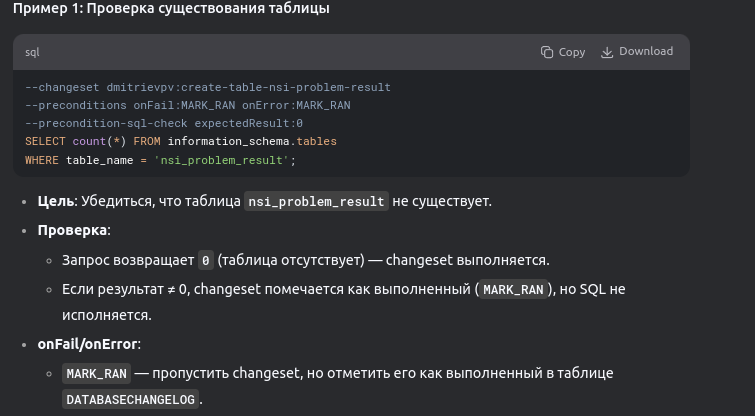 Пример 1: Проверка существования таблицы
sql
Copy
Download
--changeset dmitrievpv:create-table-nsi-problem-result
--preconditions onFail:MARK_RAN onError:MARK_RAN
--precondition-sql-check expectedResult:0
SELECT count(*) FROM information_schema.tables
WHERE table_name = 'nsi_problem_result';
• Цель: Убедиться, что таблица nsi_problem_result не существует.
• Проверка:
◦ Запрос возвращает 0 (таблица отсутствует) — changeset выполняется.
◦ Если результат ≠ 0, changeset помечается как выполненный (MARK_RAN), но SQL не
исполняется.
• onFail/onError:
◦ MARK_RAN — пропустить changeset, но отметить его как выполненный в таблице
DATABASECHANGELOG.